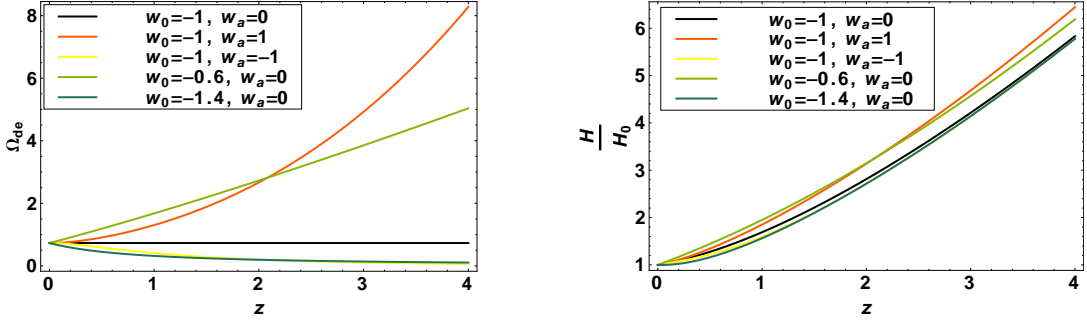 w₀=−1, wₐ=0
w₀=−1, wₐ=1
w₀=−1, wₐ=−1
w₀=−0.6, wₐ=0
w₀=−1.4, wₐ=0
8
6
4
2
0
Ω_de
0 1 2 3 4
z
w₀=−1, wₐ=0
w₀=−1, wₐ=1
w₀=−1, wₐ=−1
w₀=−0.6, wₐ=0
w₀=−1.4, wₐ=0
6
5
4
3
2
1
H
H₀
0 1 2 3 4
z